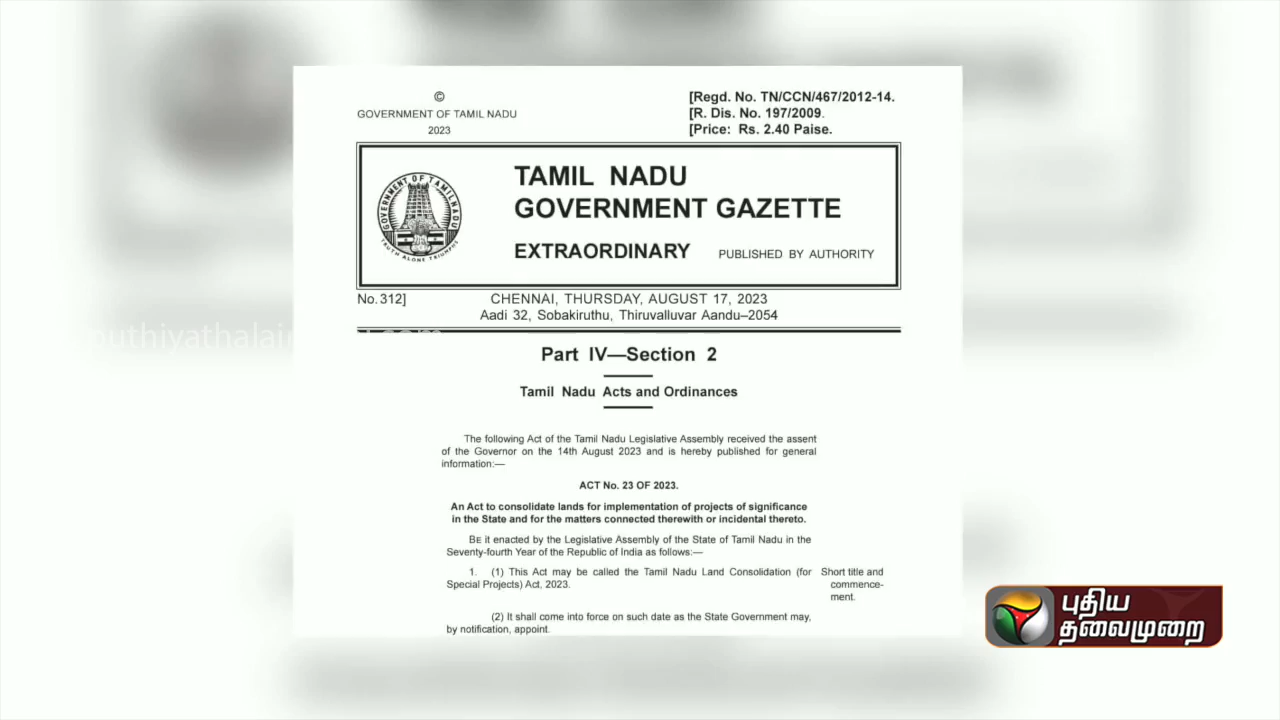 ©
GOVERNMENT OF TAMIL NADU
2023
[Regd. No. TN/CCN/467/2012-14.
[R. Dis. No. 197/2009.
[Price: Rs. 2.40 Paise.
GOVERNMENT OF TAMILNADU
TRUTH ALONE TRIUMPHS
TAMIL NADU
GOVERNMENT GAZETTE
EXTRAORDINARY PUBLISHED BY AUTHORITY
No. 312] CHENNAI, THURSDAY, AUGUST 17, 2023
Aadi 32, Sobakiruthu, Thiruvalluvar Aandu–2054
Part IV—Section 2
Tamil Nadu Acts and Ordinances
The following Act of the Tamil Nadu Legislative Assembly received the assent
of the Governor on the 14th August 2023 and is hereby published for general
information:—
ACT No. 23 OF 2023.
An Act to consolidate lands for implementation of projects of significance
in the State and for the matters connected therewith or incidental thereto.
BE it enacted by the Legislative Assembly of the State of Tamil Nadu in the
Seventy-fourth Year of the Republic of India as follows:—
1. (1) This Act may be called the Tamil Nadu Land Consolidation (for Short title and
Special Projects) Act, 2023. commence-
ment.
(2) It shall come into force on such date as the State Government may,
by notification, appoint.
புதிய
தலைமுறை